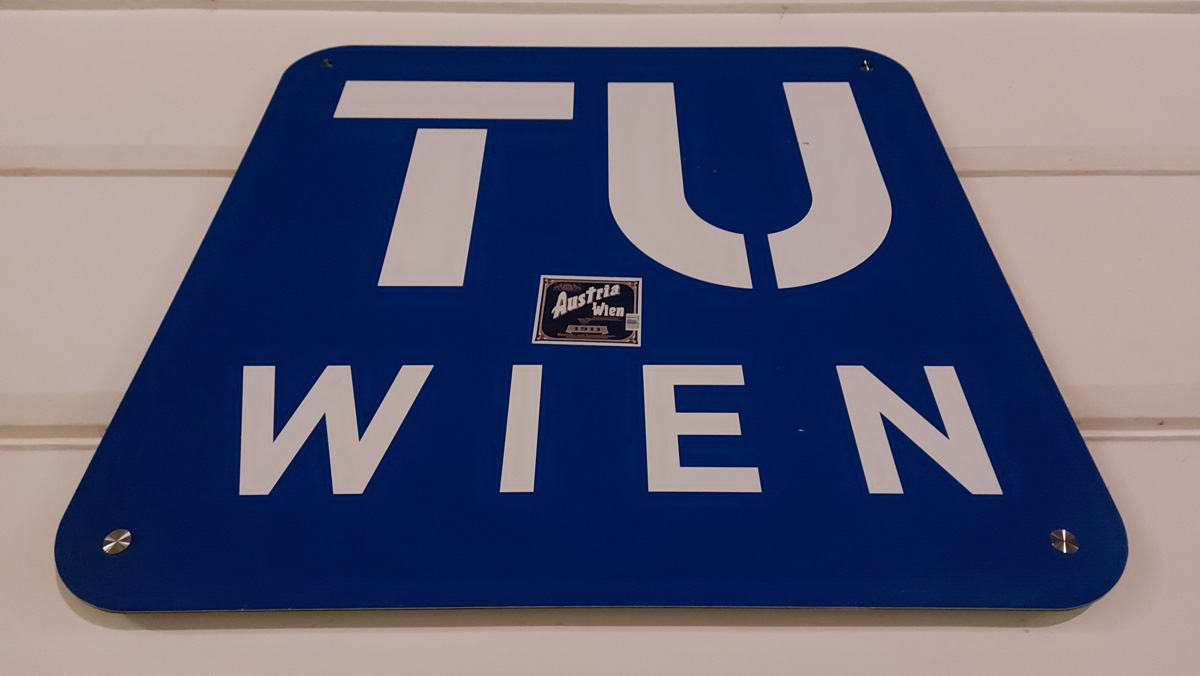 TU
Austria
Wien
1911
WIEN